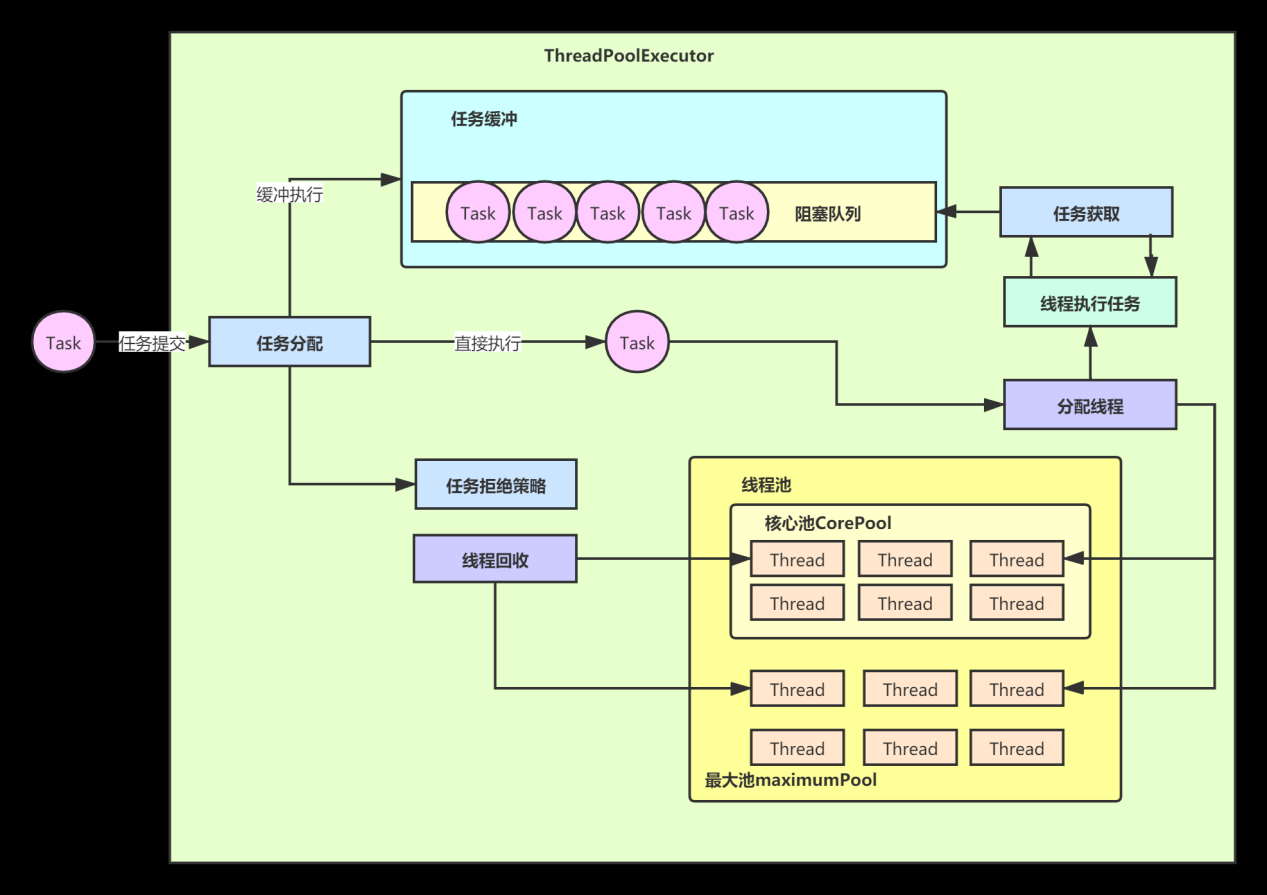 ThreadPoolExecutor
任务缓冲
缓冲执行
Task Task Task Task Task 阻塞队列
任务获取
线程执行任务
Task
任务提交
任务分配
直接执行
Task
分配线程
任务拒绝策略
线程池
核心池CorePool
线程回收
Thread Thread Thread
Thread Thread Thread
Thread Thread Thread
Thread Thread Thread
最大池maximumPool